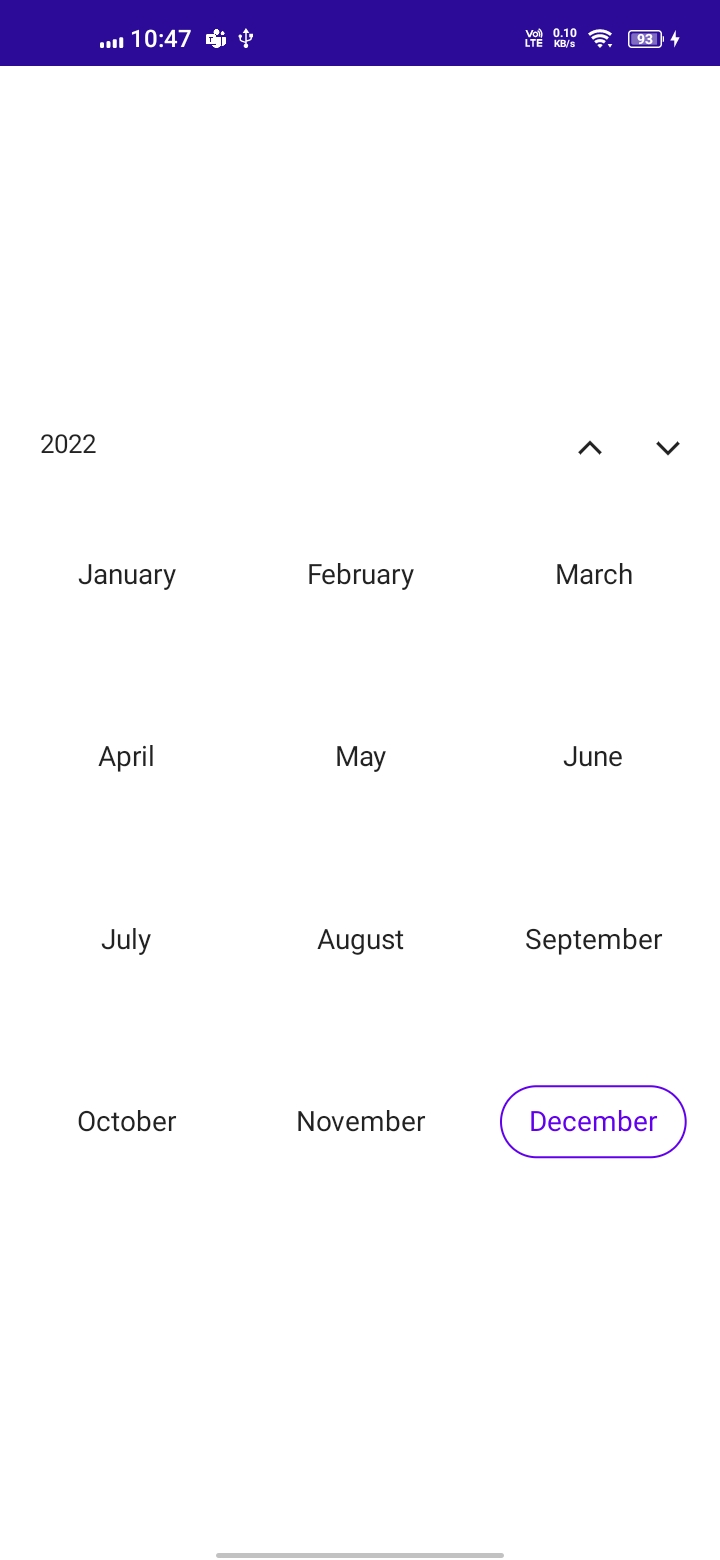 10:47 Vo) LTE 0.10 KB/s 93
2022
January February March
April May June
July August September
October November December